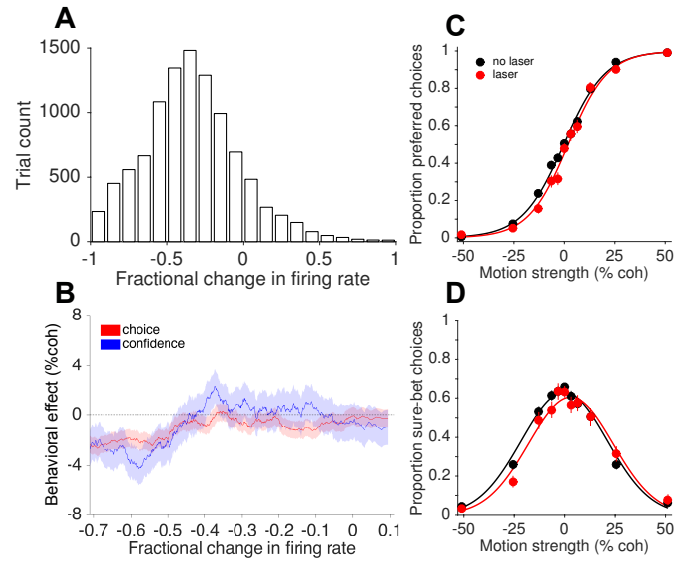 A
1500
1000
500
0
Trial count
-1
-0.5
0
0.5
1
Fractional change in firing rate
B
8
4
0
-4
-8
Behavioral effect (%coh)
choice
confidence
-0.7
-0.6
-0.5
-0.4
-0.3
-0.2
-0.1
0
0.1
Fractional change in firing rate
C
1
0.8
0.6
0.4
0.2
0
Proportion preferred choices
no laser
laser
-50
-25
0
25
50
Motion strength (% coh)
D
1
0.8
0.6
0.4
0.2
0
Proportion sure-bet choices
-50
-25
0
25
50
Motion strength (% coh)